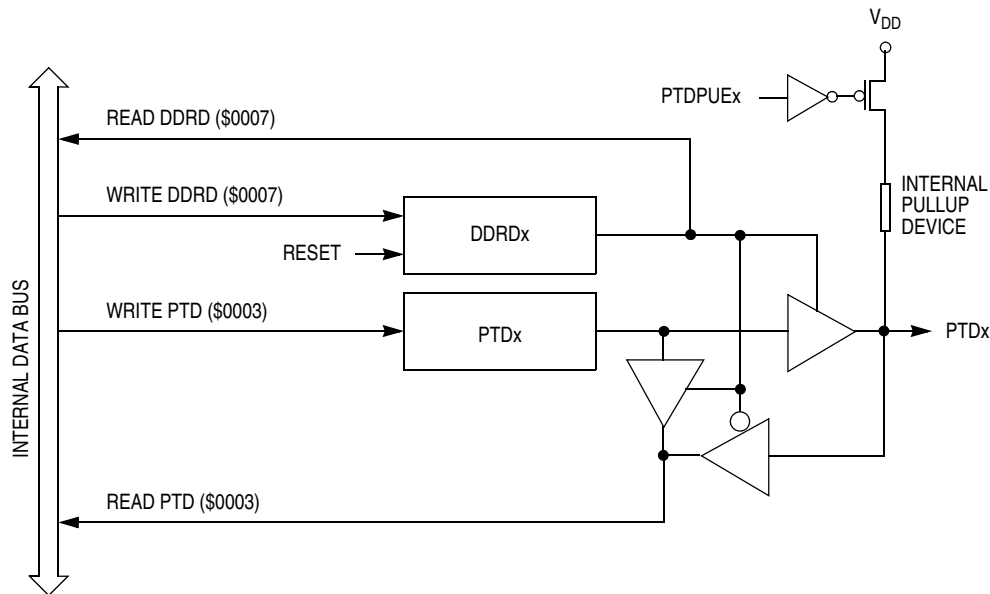 VDD
PTDPUEx
READ DDRD ($0007)
WRITE DDRD ($0007)
INTERNAL
PULLUP
DEVICE
DDRDx
RESET
WRITE PTD ($0003)
PTDx
PTDx
INTERNAL DATA BUS
READ PTD ($0003)